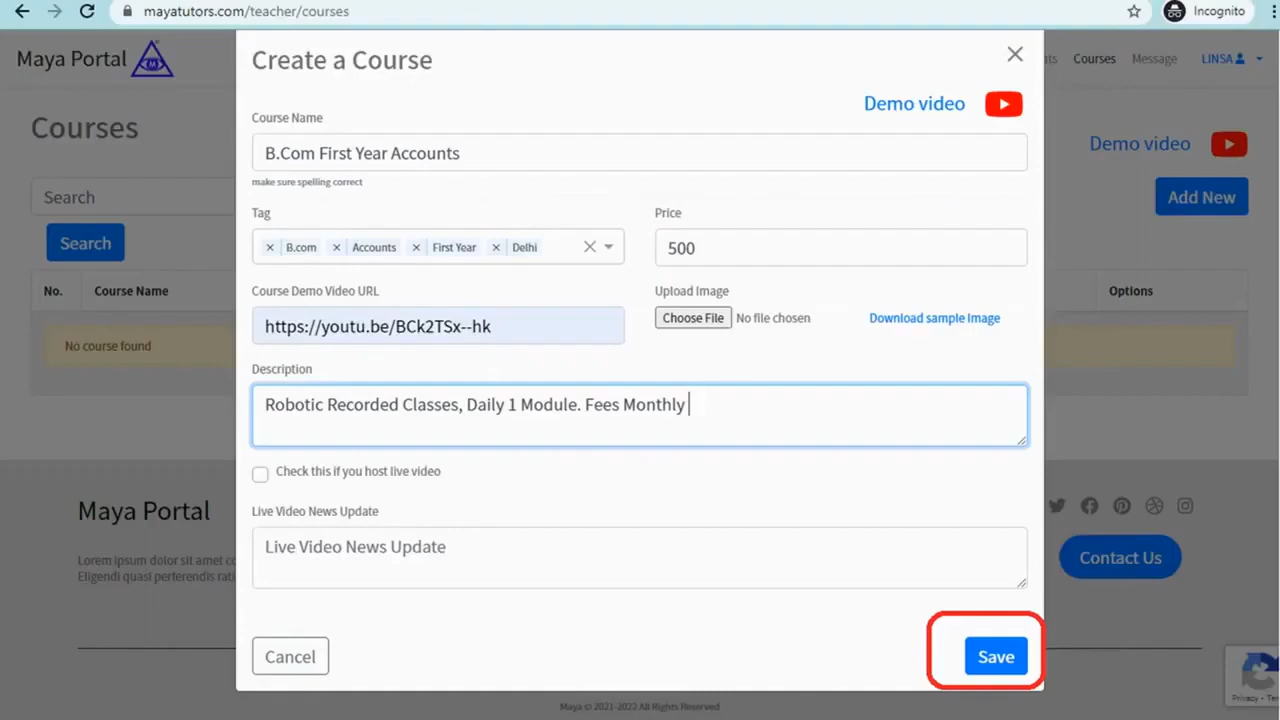 mayatutors.com/teacher/courses
Incognito
Maya Portal
Courses
Message
LINSA
Create a Course
Demo video
Course Name
B.Com First Year Accounts
make sure spelling correct
Courses
Demo video
Search
Add New
Search
Tag
Price
B.com
Accounts
First Year
Delhi
500
No.
Course Name
Options
Course Demo Video URL
Upload Image
https://youtu.be/BCk2TSx--hk
Choose File
No file chosen
Download sample Image
No course found
Description
Robotic Recorded Classes, Daily 1 Module. Fees Monthly
Check this if you host live video
Live Video News Update
Live Video News Update
Maya Portal
Lorem ipsum dolor sit amet
Eligendi quasi perferendis
Contact Us
Cancel
Save
Privacy
Maya © 2021-2022 All Rights Reserved